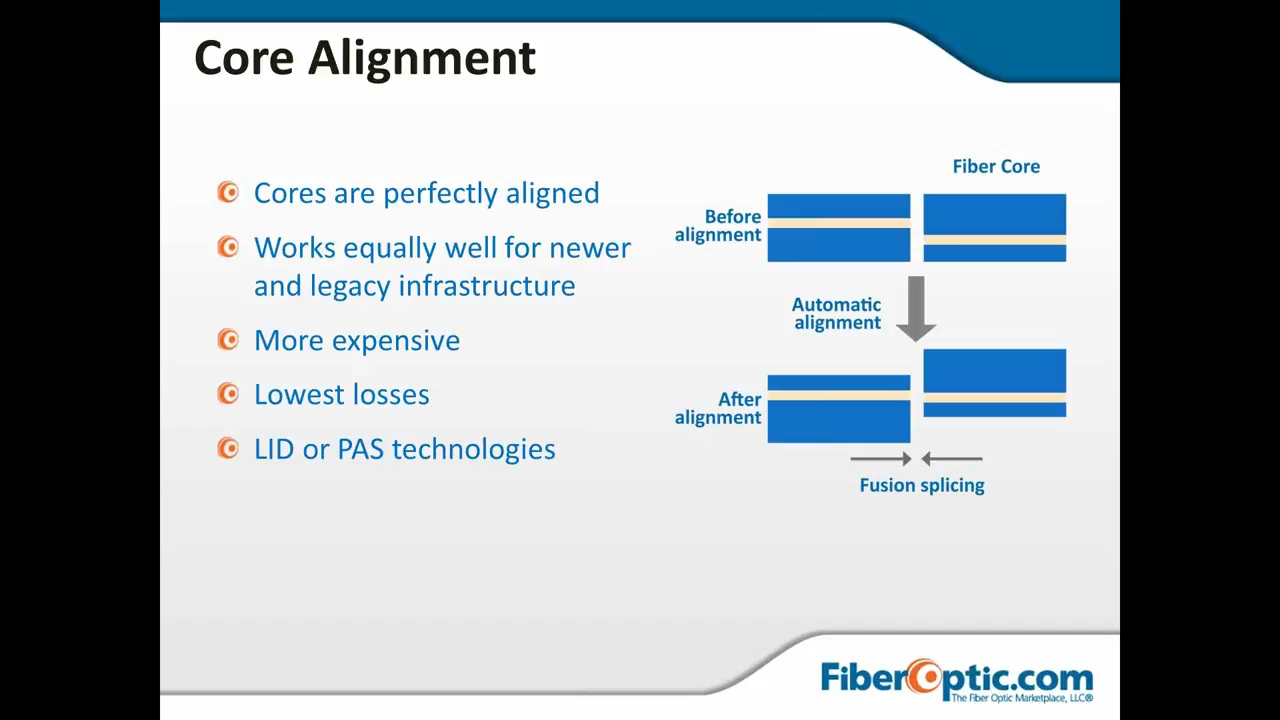 Core Alignment
Cores are perfectly aligned
Works equally well for newer
and legacy infrastructure
More expensive
Lowest losses
LID or PAS technologies
Fiber Core
Before
alignment
Automatic
alignment
After
alignment
Fusion splicing
FiberOptic.com
The Fiber Optic Marketplace, LLC®